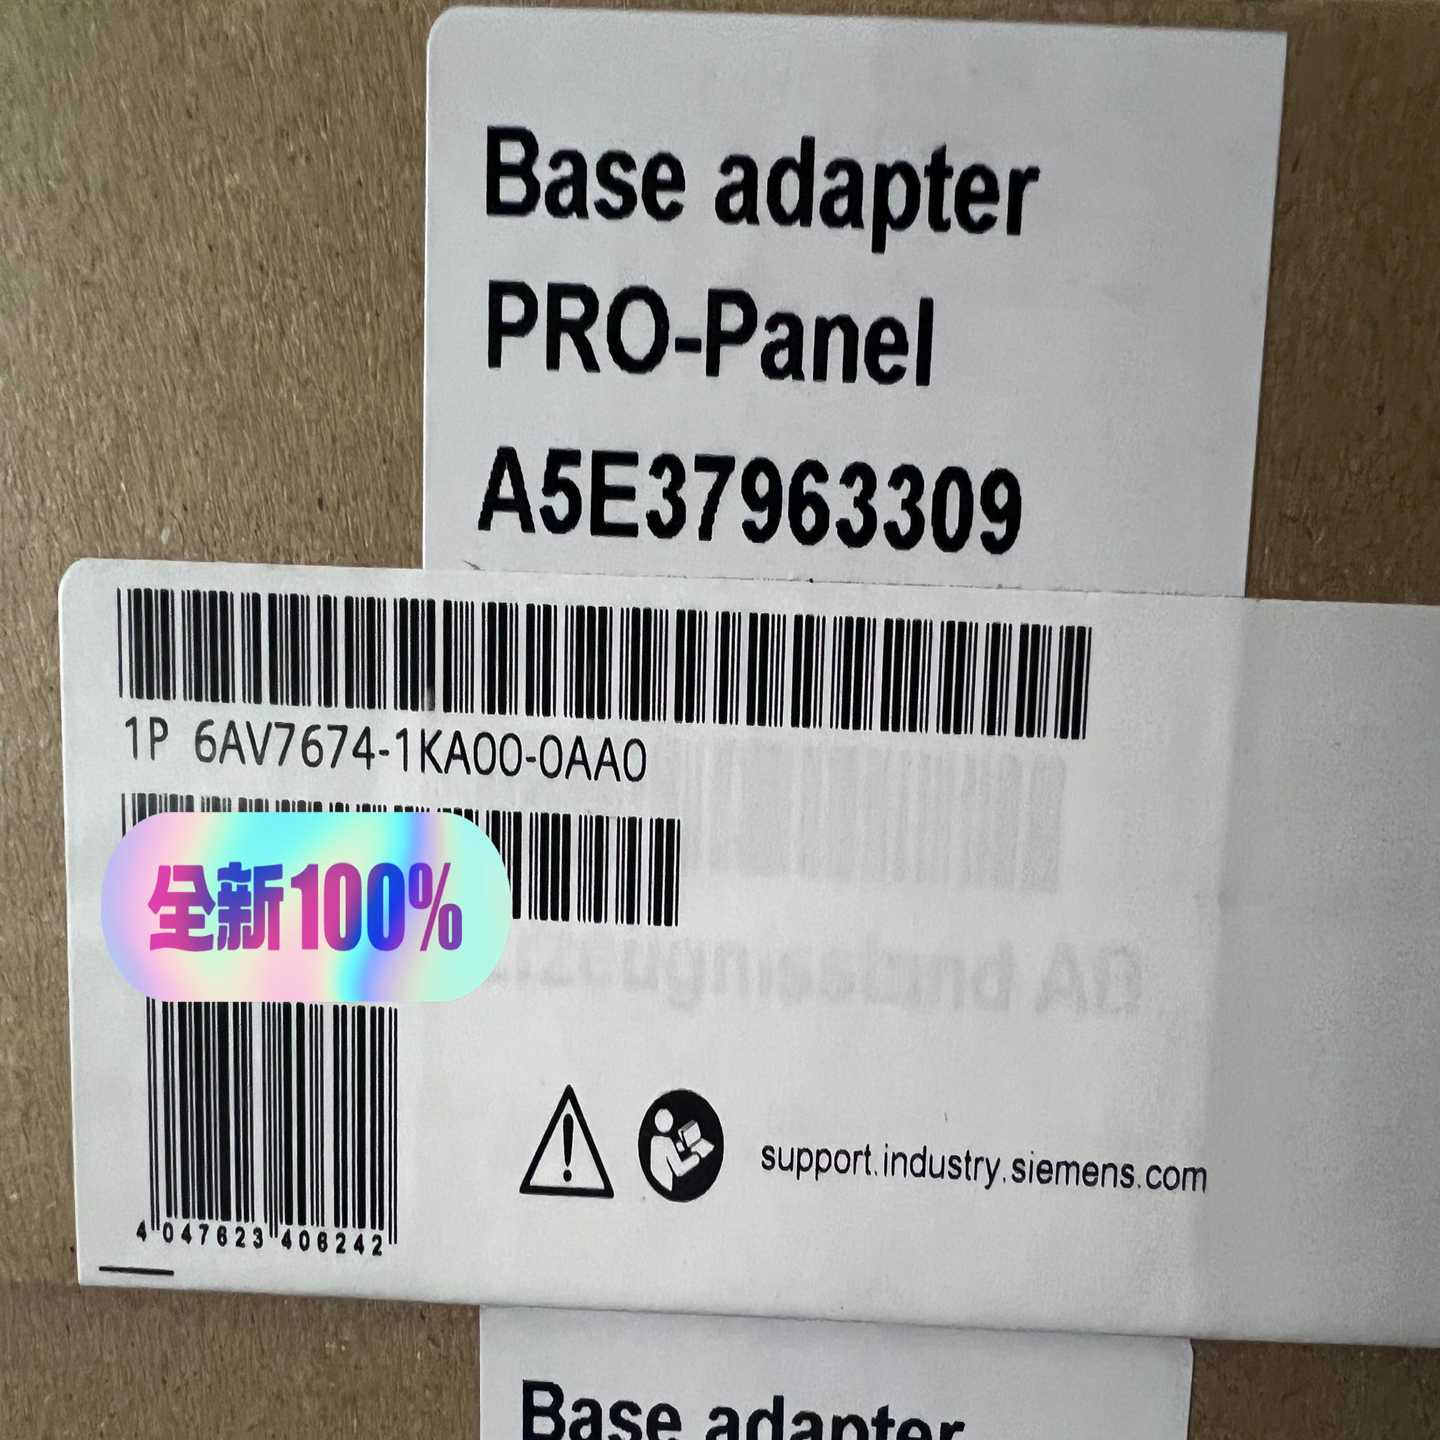 Base adapter
PRO-Panel
A5E37963309
1P 6AV7674-1KA00-0AA0
全新100%
support.industry.siemens.com
4 047623 406242
Base adapter